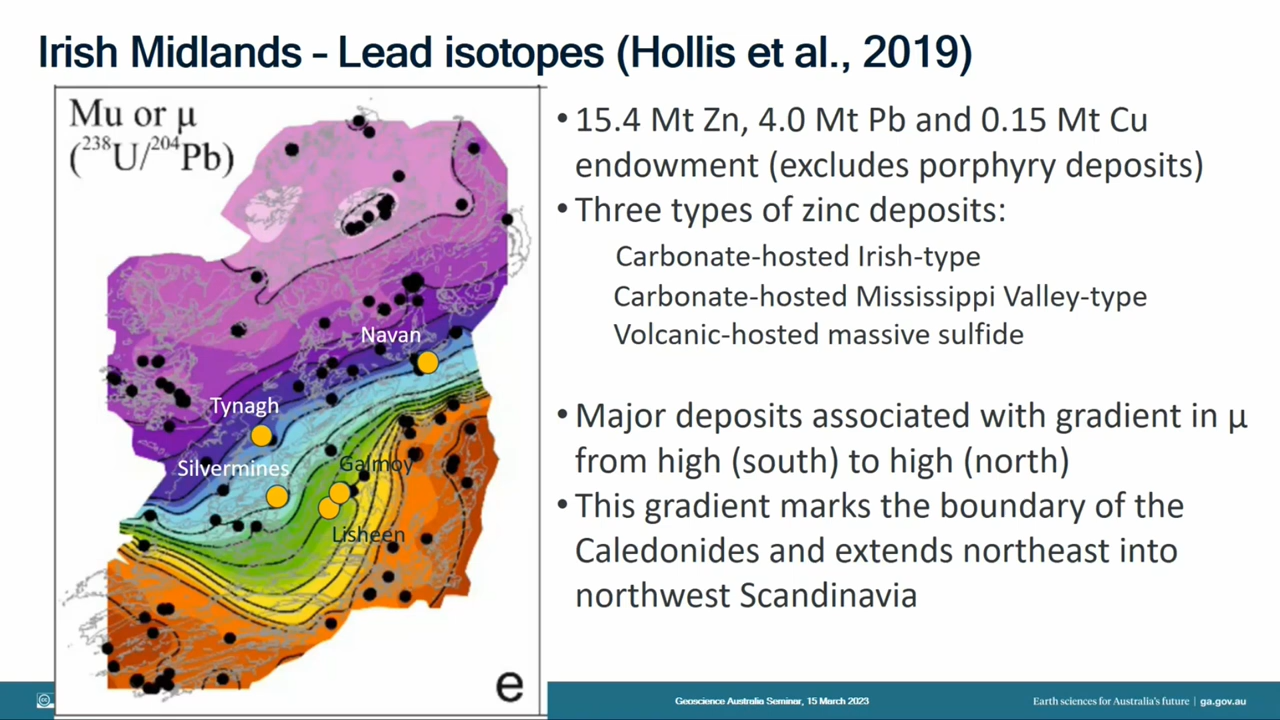 Irish Midlands – Lead isotopes (Hollis et al., 2019)
Mu or μ
(²³⁸U/²⁰⁴Pb)
Navan
Tynagh
Silvermines
Galmoy
Lisheen
e
• 15.4 Mt Zn, 4.0 Mt Pb and 0.15 Mt Cu
endowment (excludes porphyry deposits)
• Three types of zinc deposits:
Carbonate-hosted Irish-type
Carbonate-hosted Mississippi Valley-type
Volcanic-hosted massive sulfide
• Major deposits associated with gradient in μ
from high (south) to high (north)
• This gradient marks the boundary of the
Caledonides and extends northeast into
northwest Scandinavia
Geoscience Australia Seminar, 15 March 2023
Earth sciences for Australia's future | ga.gov.au